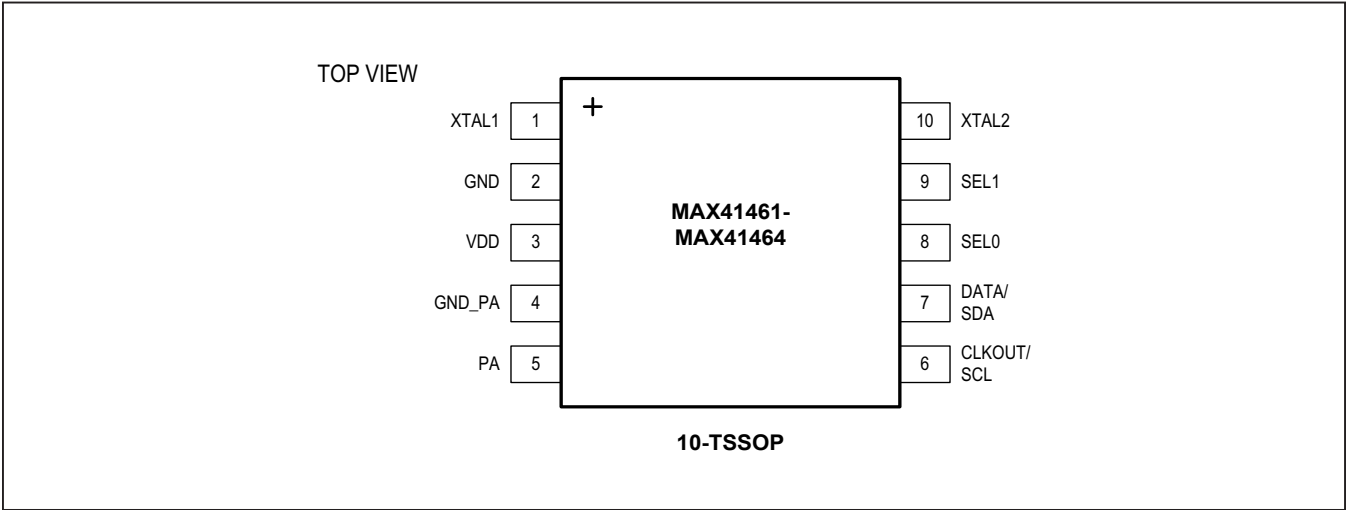 TOP VIEW
XTAL1 1
GND 2
VDD 3
GND_PA 4
PA 5
+
MAX41461-
MAX41464
10 XTAL2
9 SEL1
8 SEL0
7 DATA/
SDA
6 CLKOUT/
SCL
10-TSSOP